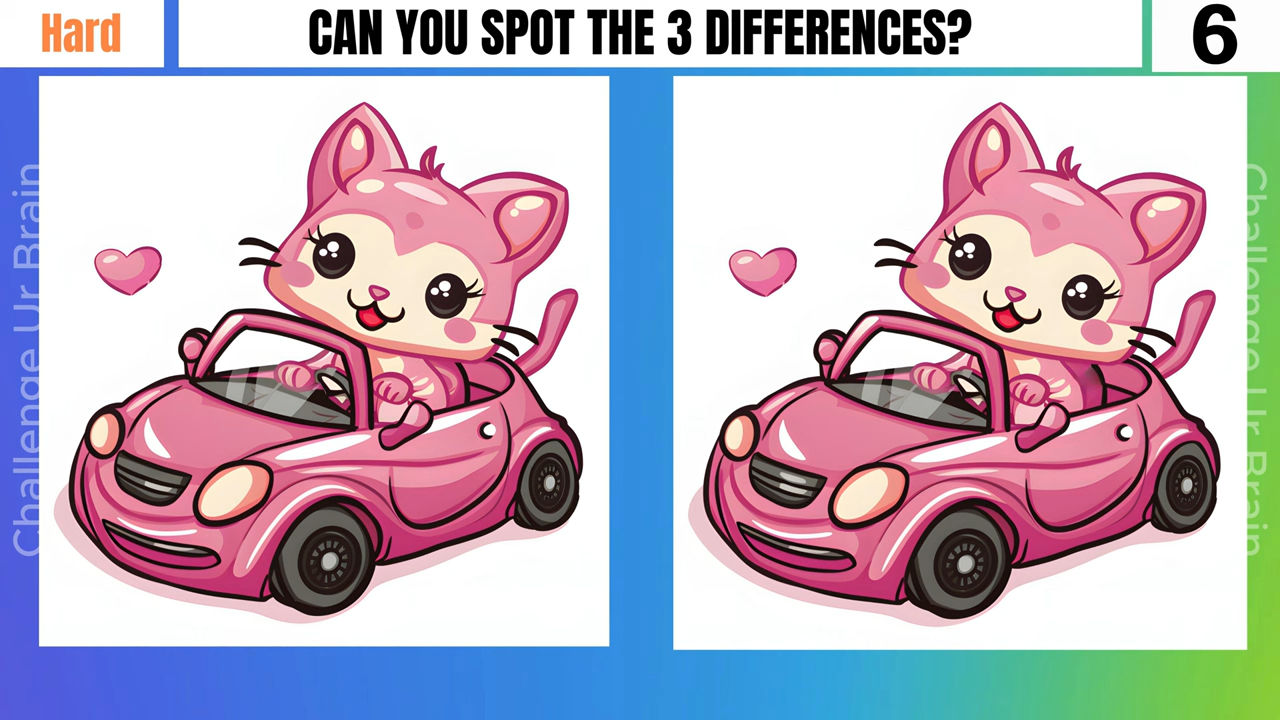 Hard
CAN YOU SPOT THE 3 DIFFERENCES?
6
Challenge Ur Brain
Challenge Ur Brain